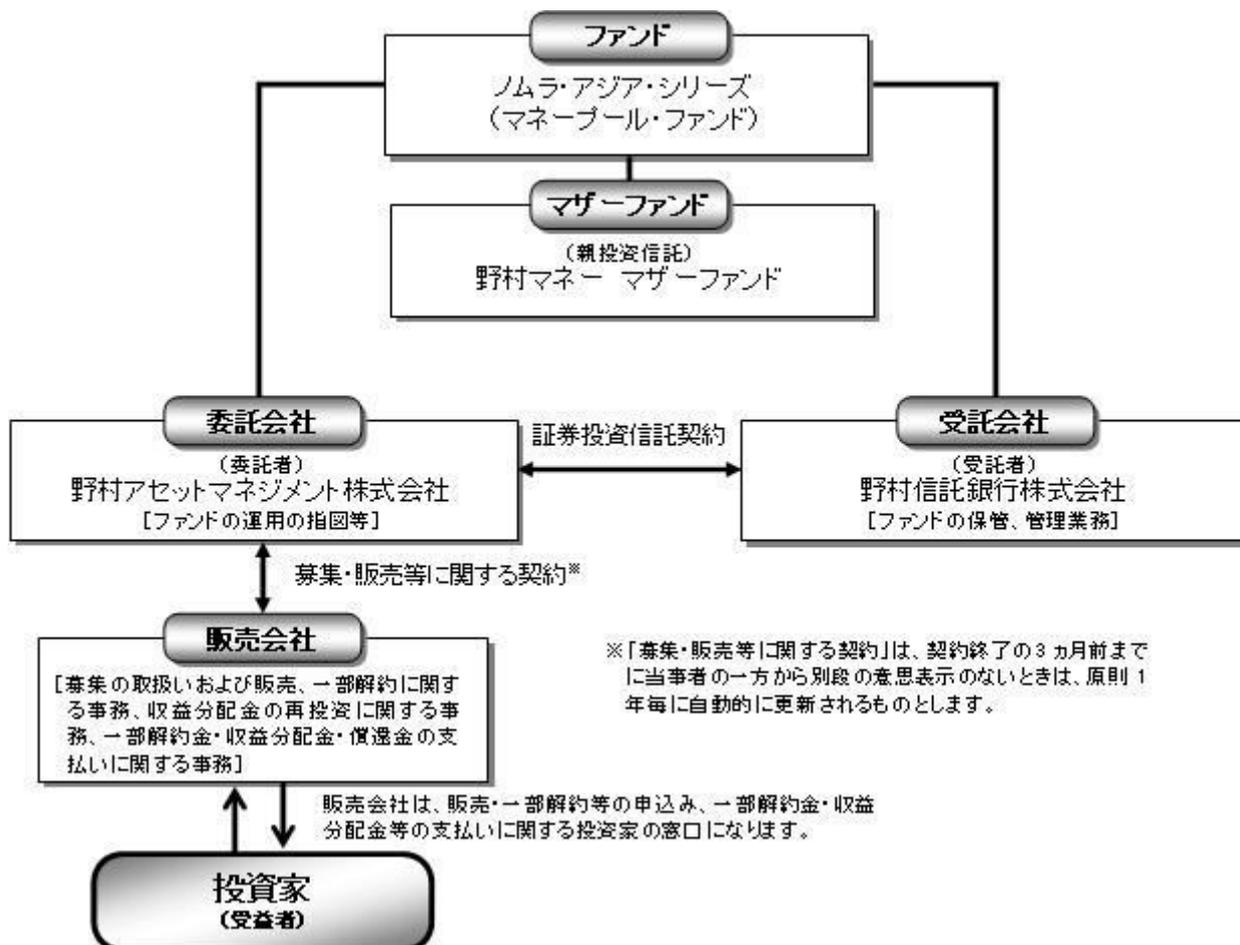 ファンド
ノムラ・アジア・シリーズ
（マネープール・ファンド）
マザーファンド
（親投資信託）
野村マネー マザーファンド
委託会社
（委託者）
野村アセットマネジメント株式会社
［ファンドの運用の指図等］
証券投資信託契約
受託会社
（受託者）
野村信託銀行株式会社
［ファンドの保管、管理業務］
募集・販売等に関する契約※
販売会社
［募集の取扱いおよび販売、一部解約に関す
る事務、収益分配金の再投資に関する事
務、一部解約金・収益分配金・償還金の支
払いに関する事務］
※「募集・販売等に関する契約」は、契約終了の３ヵ月前まで
に当事者の一方から別段の意思表示のないときは、原則１
年毎に自動的に更新されるものとします。
販売会社は、販売・一部解約等の申込み、一部解約金・収益
分配金等の支払いに関する投資家の窓口になります。
投資家
（受益者）